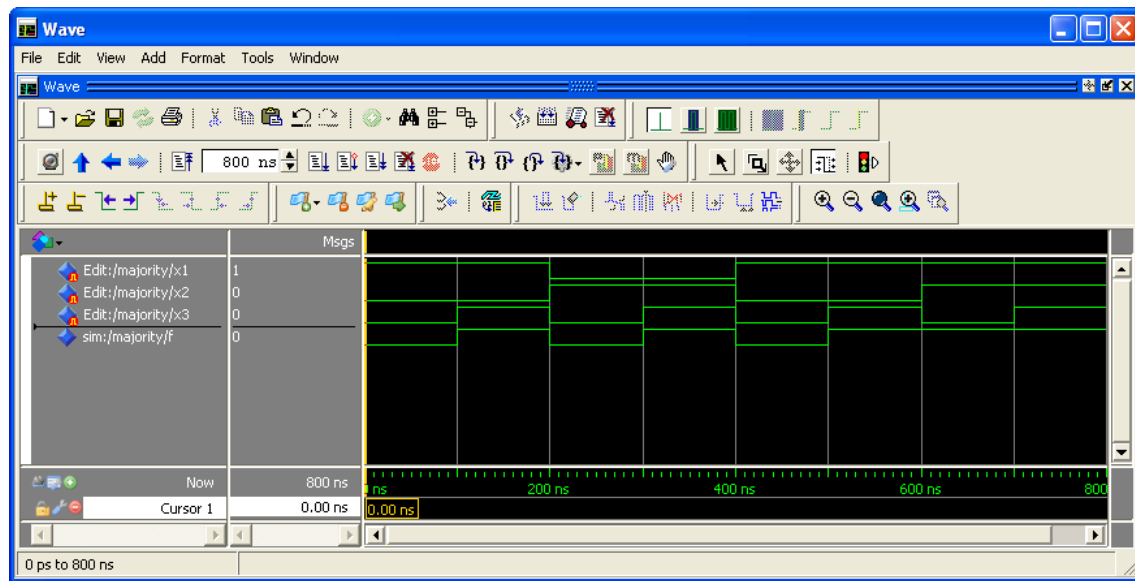 Wave
File Edit View Add Format Tools Window
Wave
800 ns
Msgs
Edit:/majority/x1 1
Edit:/majority/x2 0
Edit:/majority/x3 0
sim:/majority/f 0
Now 800 ns ns 200 ns 400 ns 600 ns 800
Cursor 1 0.00 ns 0.00 ns
0 ps to 800 ns